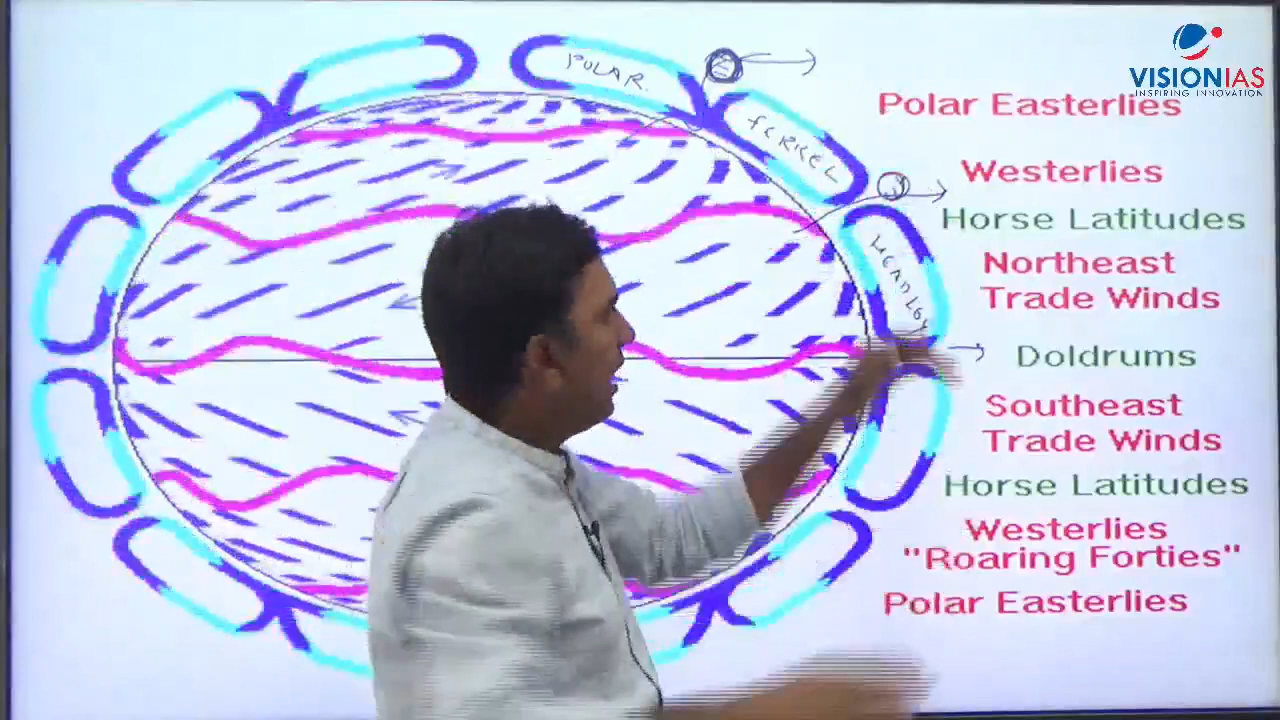 VISIONIAS
INSPIRING INNOVATION
POLAR
Polar Easterlies
FERREL
Westerlies
Horse Latitudes
HEADLEY
Northeast
Trade Winds
Doldrums
Southeast
Trade Winds
Horse Latitudes
Westerlies
"Roaring Forties"
Polar Easterlies